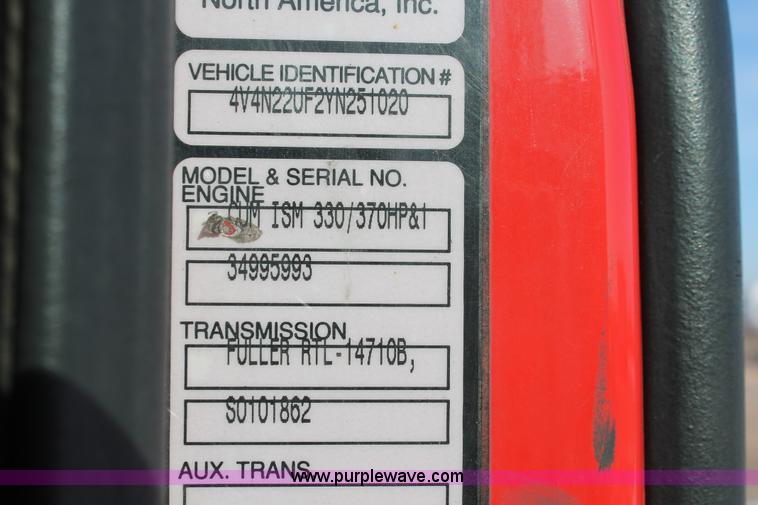 North America, Inc.
VEHICLE IDENTIFICATION #
4V4N22UF2YN251020
MODEL & SERIAL NO.
ENGINE
CUM ISM 330/370HP&1
34995993
TRANSMISSION
FULLER RTL-14710B,
S0101862
AUX. TRANS.
www.purplewave.com